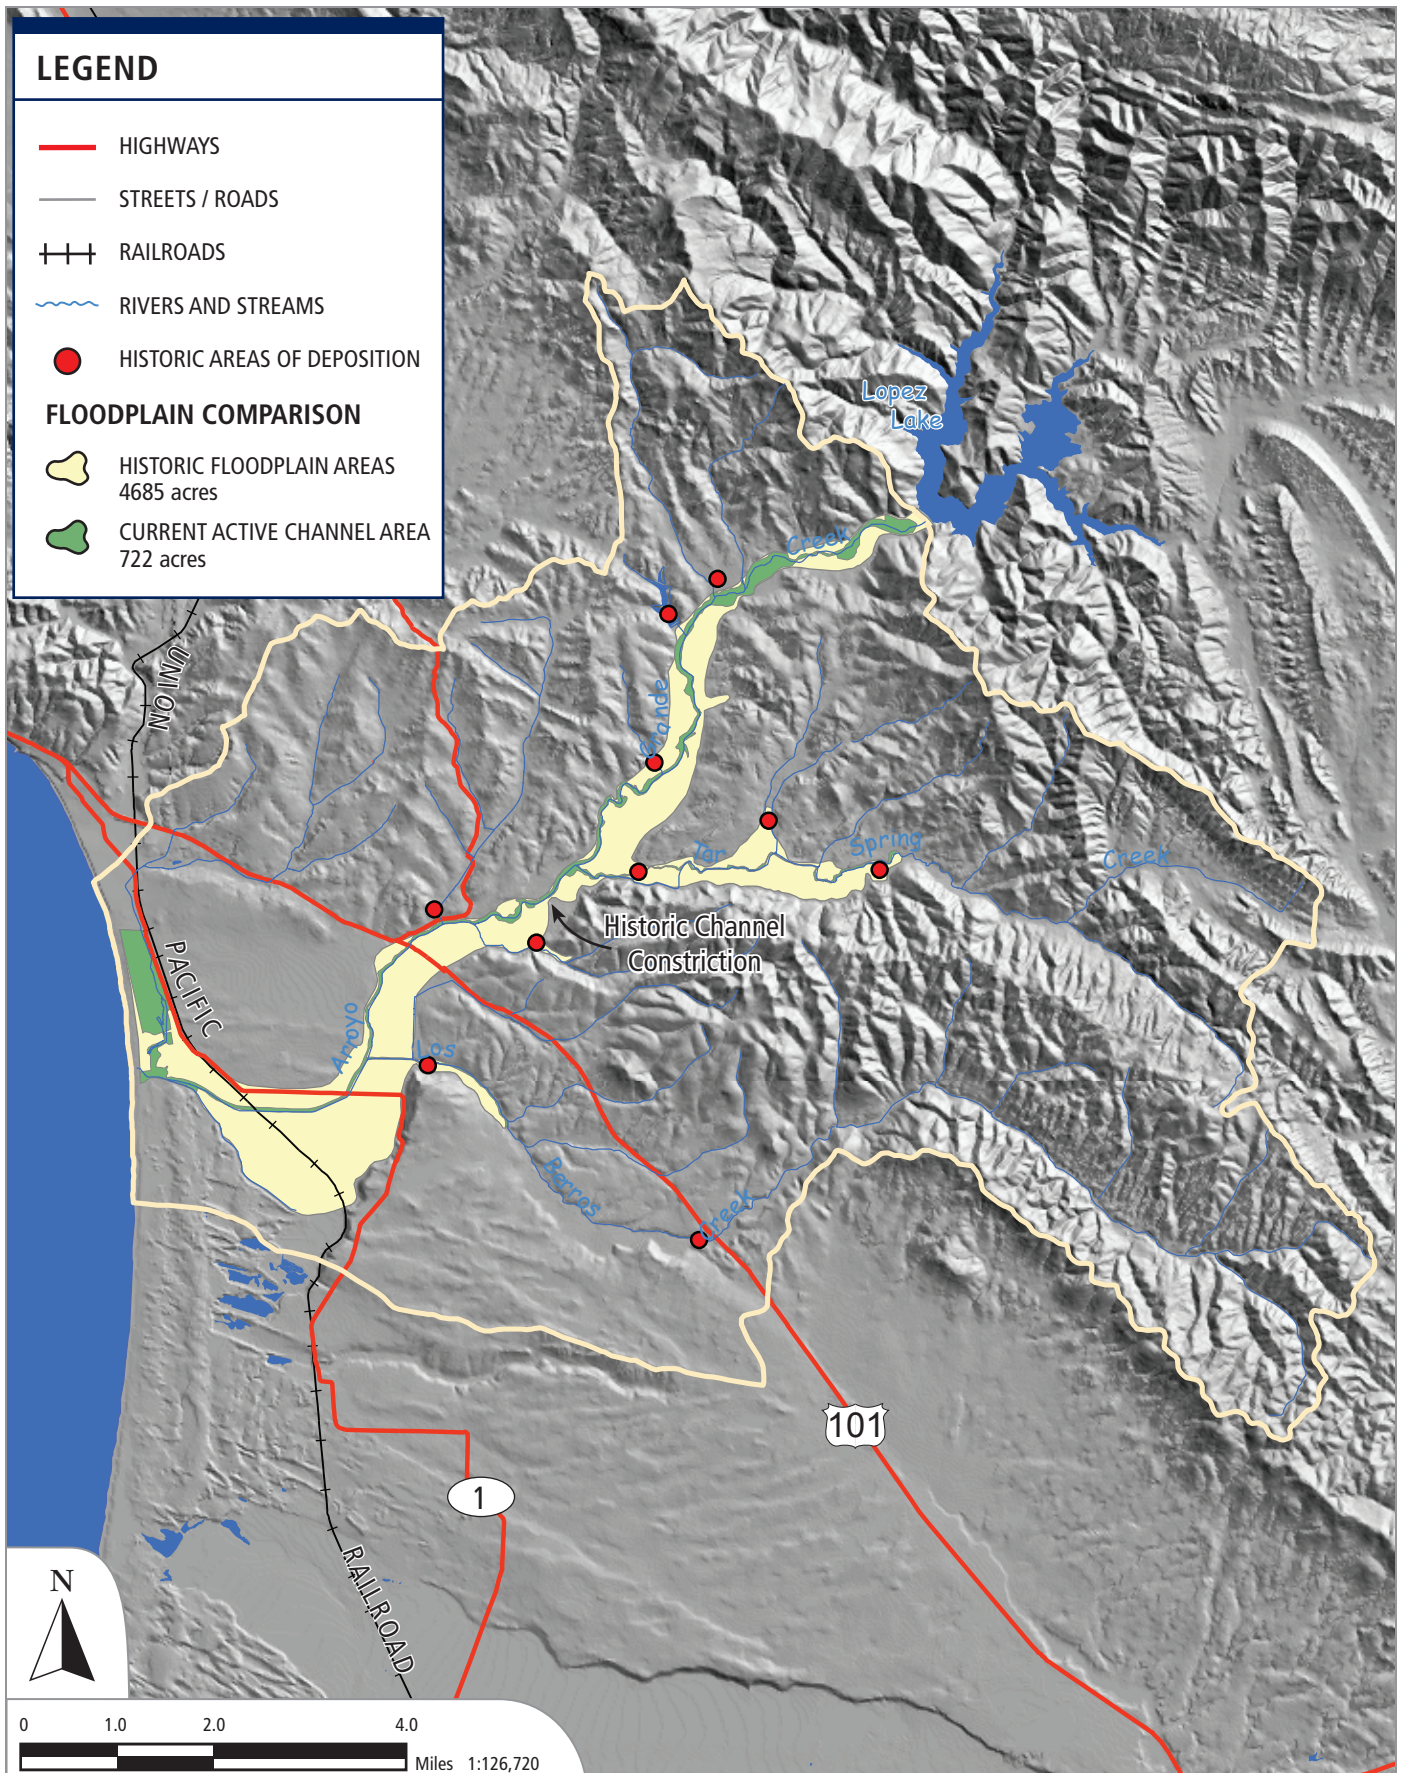 LEGEND
HIGHWAYS
STREETS / ROADS
RAILROADS
RIVERS AND STREAMS
HISTORIC AREAS OF DEPOSITION
FLOODPLAIN COMPARISON
HISTORIC FLOODPLAIN AREAS
4685 acres
CURRENT ACTIVE CHANNEL AREA
722 acres
Lopez
Lake
Creek
UNION
Grande
Tar
Spring
Creek
Historic Channel
Constriction
PACIFIC
Arroyo
Los
Berros
Creek
101
1
RAILROAD
N
0 1.0 2.0 4.0
Miles 1:126,720